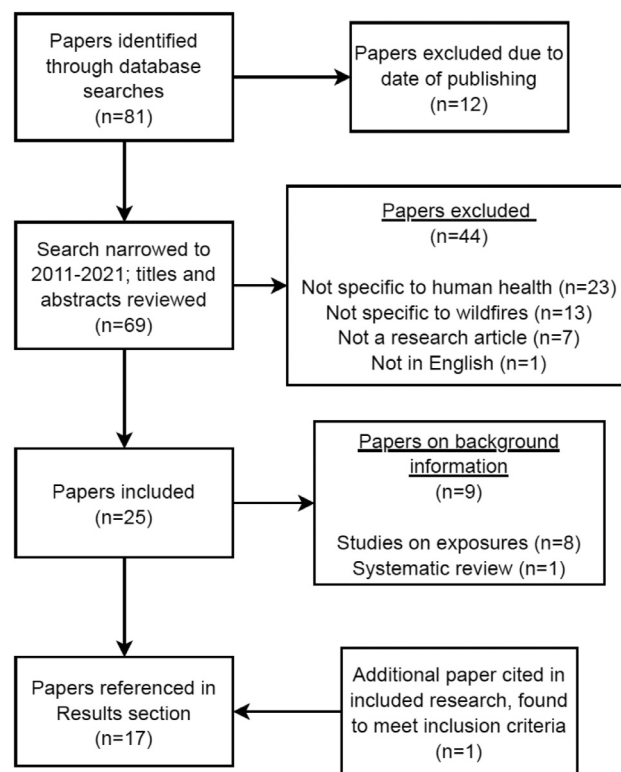 Papers identified
through database
searches
(n=81)
Papers excluded due to
date of publishing
(n=12)
Search narrowed to
2011-2021; titles and
abstracts reviewed
(n=69)
Papers excluded
(n=44)
Not specific to human health (n=23)
Not specific to wildfires (n=13)
Not a research article (n=7)
Not in English (n=1)
Papers included
(n=25)
Papers on background
information
(n=9)
Studies on exposures (n=8)
Systematic review (n=1)
Papers referenced in
Results section
(n=17)
Additional paper cited in
included research, found
to meet inclusion criteria
(n=1)